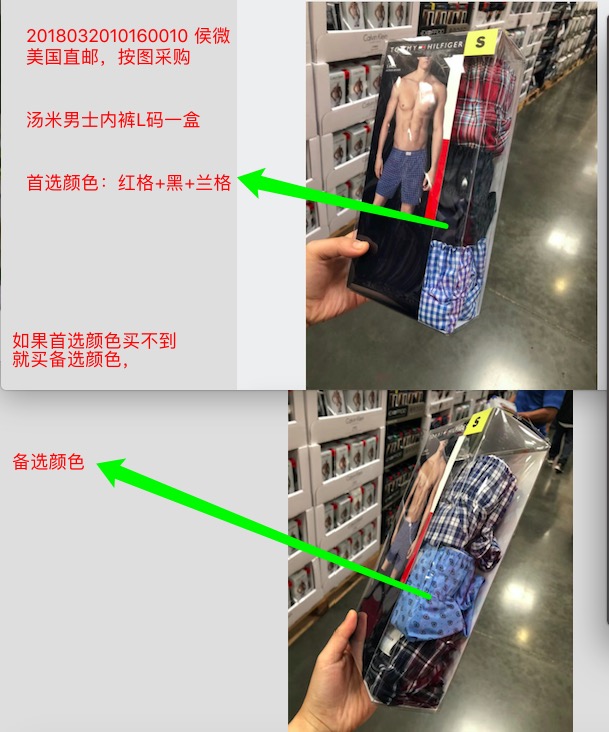 2018032010160010 侯微
美国直邮，按图采购
汤米男士内裤L码一盒
首选颜色：红格+黑+兰格
如果首选颜色买不到
就买备选颜色，
备选颜色
TOMMY HILFIGER
S
Calvin Klein
S